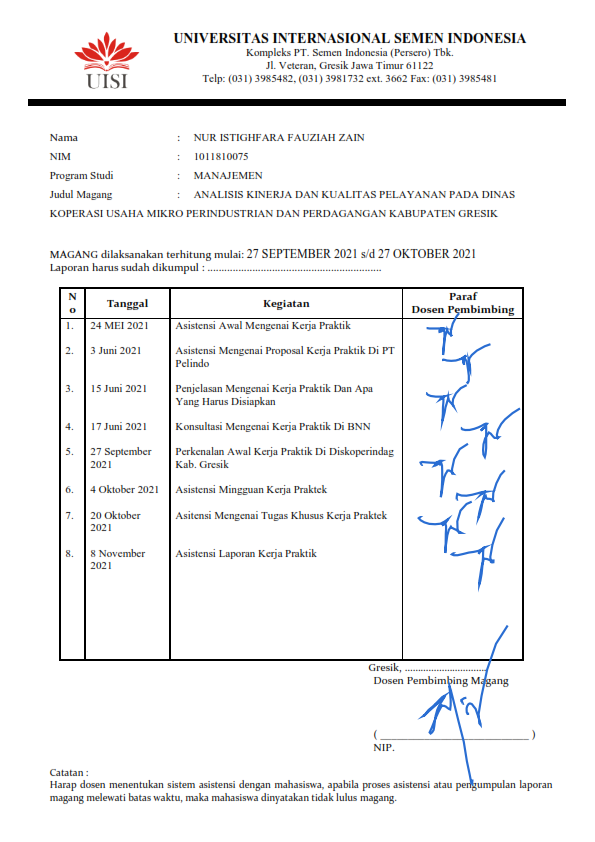 UISI
UNIVERSITAS INTERNASIONAL SEMEN INDONESIA
Kompleks PT. Semen Indonesia (Persero) Tbk.
Jl. Veteran, Gresik Jawa Timur 61122
Telp: (031) 3985482, (031) 3981732 ext. 3662 Fax: (031) 3985481
Nama : NUR ISTIGHFARA FAUZIAH ZAIN
NIM : 1011810075
Program Studi : MANAJEMEN
Judul Magang : ANALISIS KINERJA DAN KUALITAS PELAYANAN PADA DINAS
KOPERASI USAHA MIKRO PERINDUSTRIAN DAN PERDAGANGAN KABUPATEN GRESIK
MAGANG dilaksanakan terhitung mulai: 27 SEPTEMBER 2021 s/d 27 OKTOBER 2021
Laporan harus sudah dikumpul : ..............................................................
No Tanggal Kegiatan Paraf Dosen Pembimbing
1. 24 MEI 2021 Asistensi Awal Mengenai Kerja Praktik
2. 3 Juni 2021 Asistensi Mengenai Proposal Kerja Praktik Di PT
Pelindo
3. 15 Juni 2021 Penjelasan Mengenai Kerja Praktik Dan Apa
Yang Harus Disiapkan
4. 17 Juni 2021 Konsultasi Mengenai Kerja Praktik Di BNN
5. 27 September Perkenalan Awal Kerja Praktik Di Diskoperindag
2021 Kab. Gresik
6. 4 Oktober 2021 Asistensi Mingguan Kerja Praktek
7. 20 Oktober Asitensi Mengenai Tugas Khusus Kerja Praktek
2021
8. 8 November Asistensi Laporan Kerja Praktik
2021
Gresik, ...............................
Dosen Pembimbing Magang
( ____________________________ )
NIP.
Catatan :
Harap dosen menentukan sistem asistensi dengan mahasiswa, apabila proses asistensi atau pengumpulan laporan
magang melewati batas waktu, maka mahasiswa dinyatakan tidak lulus magang.